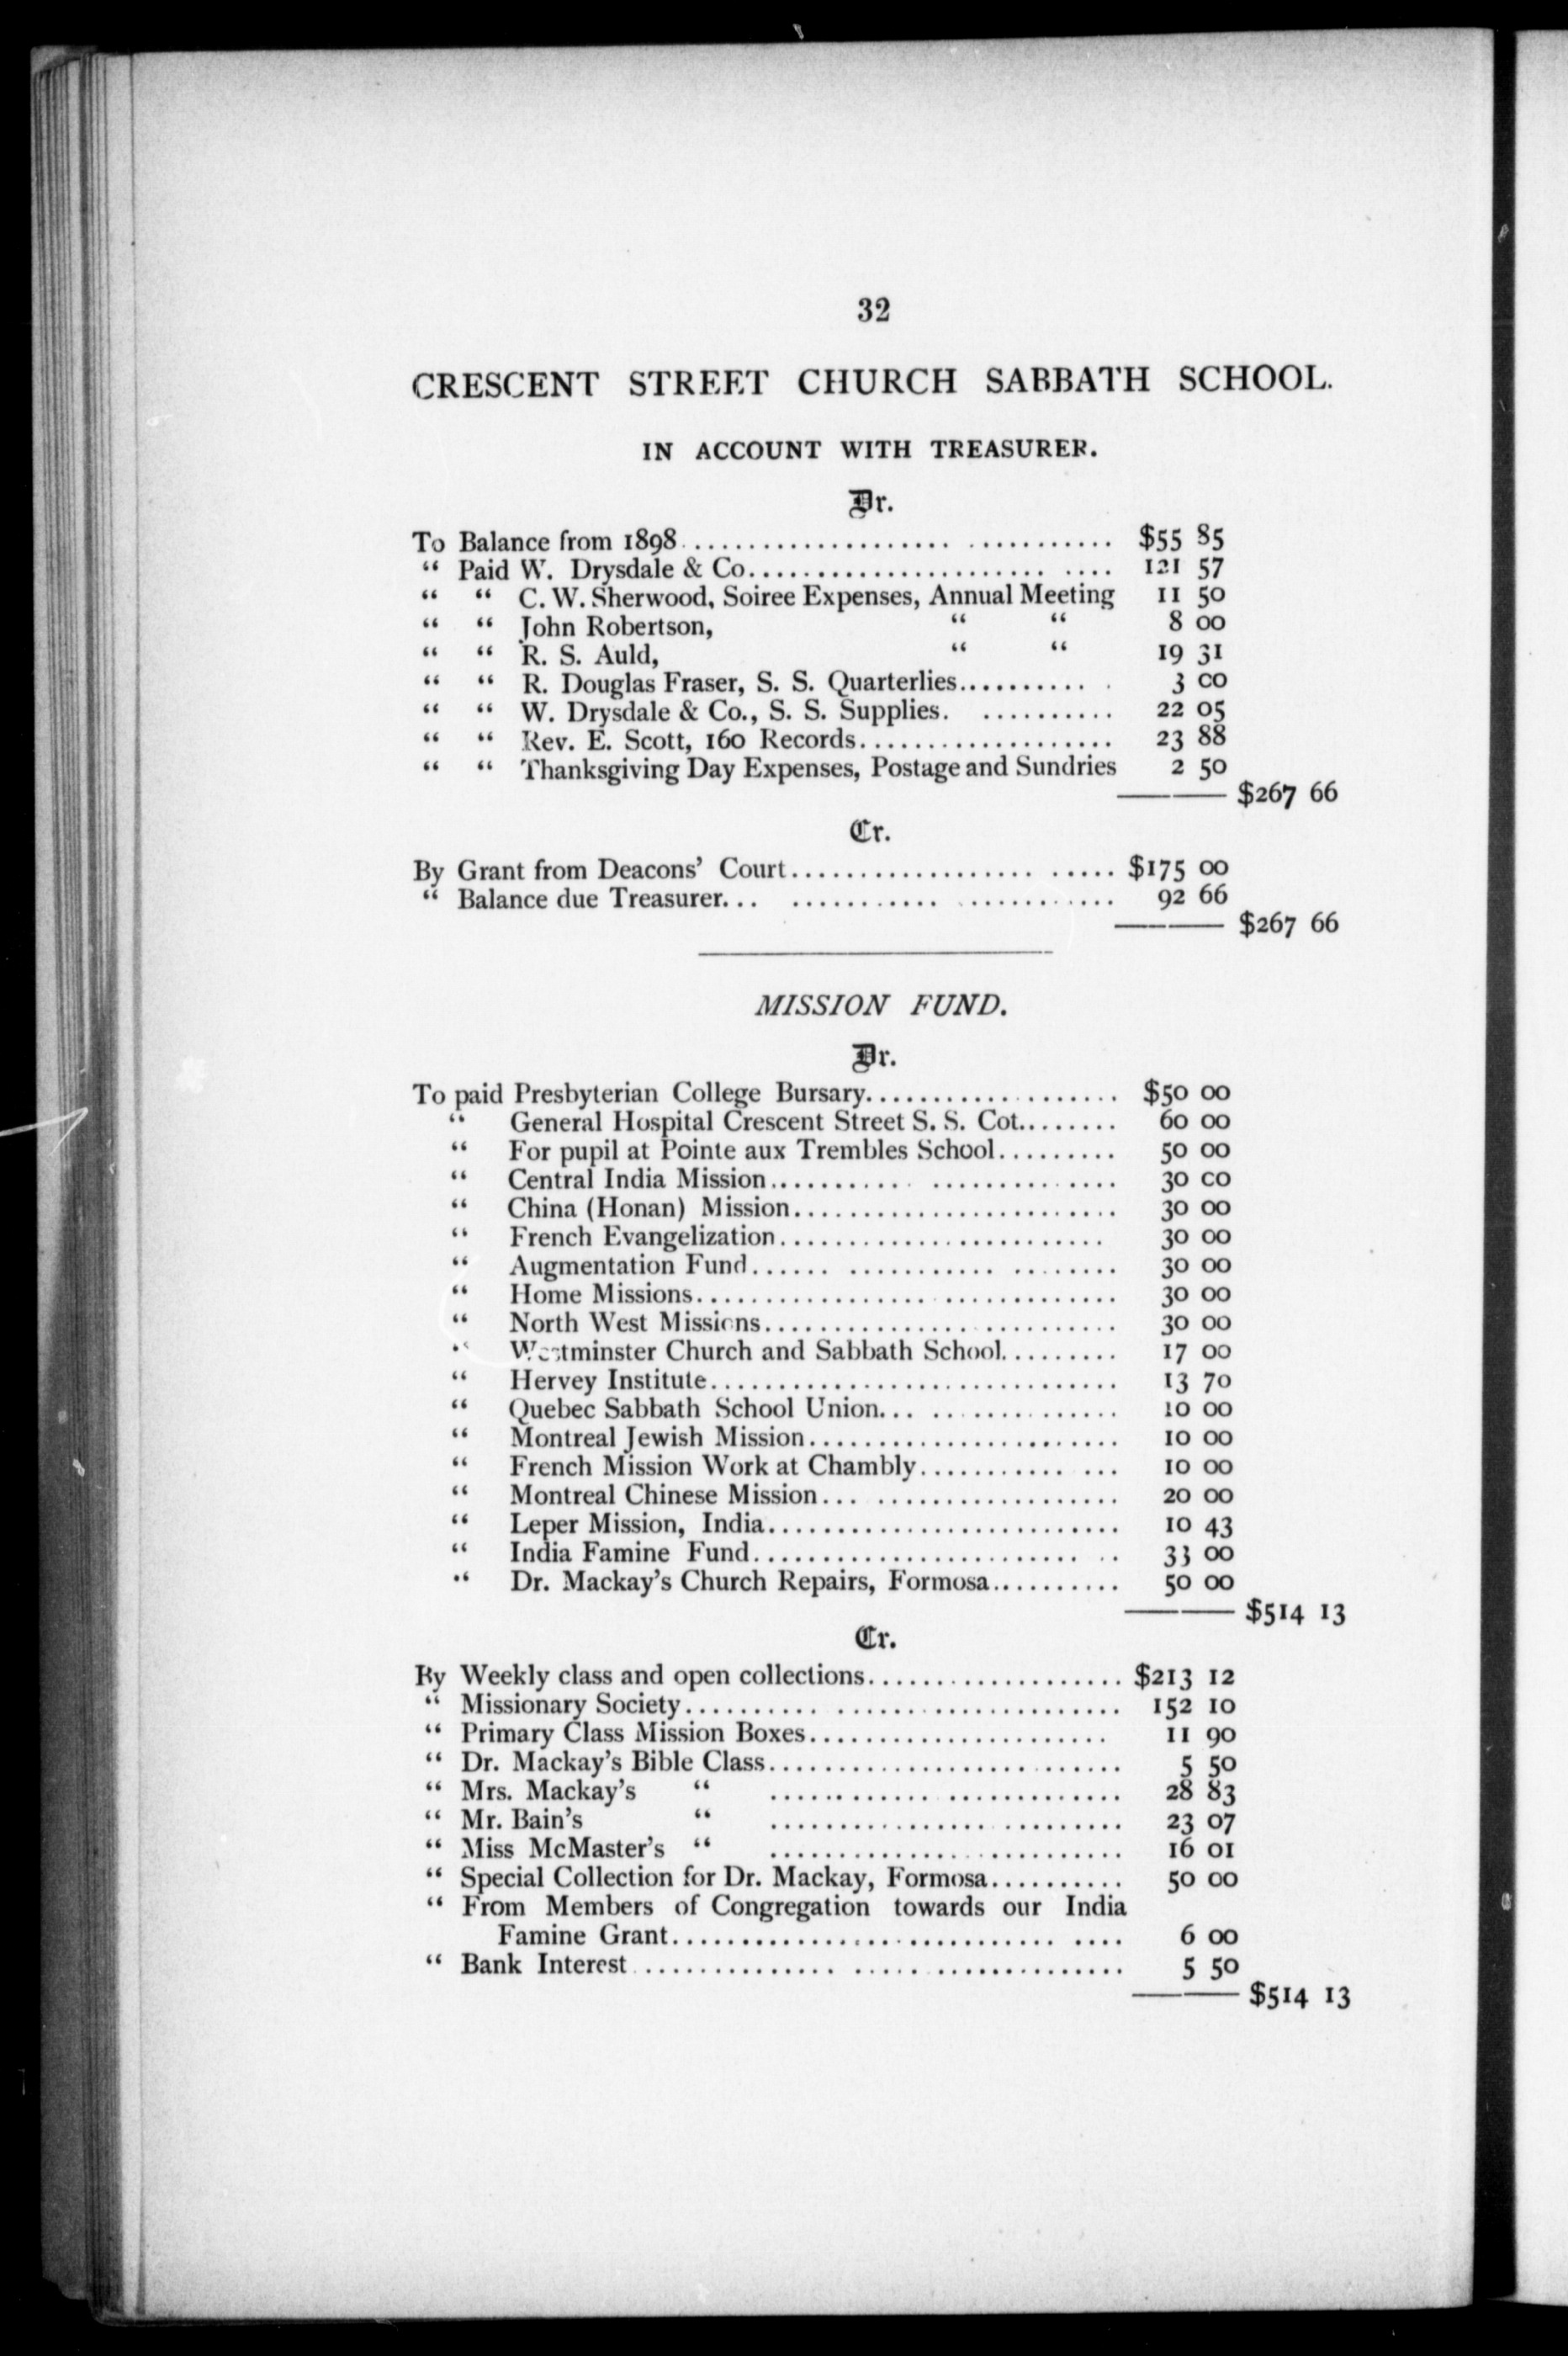 32
CRESCENT STREET CHURCH SABBATH SCHOOL.
IN ACCOUNT WITH TREASURER.
Dr.
To Balance from 1898.............................. $55 85
“ Paid W. Drysdale & Co......................... 121 57
“ “ C. W. Sherwood, Soiree Expenses, Annual Meeting 11 50
“ “ John Robertson, “ “ 8 00
“ “ R. S. Auld, “ “ 19 31
“ “ R. Douglas Fraser, S. S. Quarterlies........... 3 00
“ “ W. Drysdale & Co., S. S. Supplies. .......... 22 05
“ “ Rev. E. Scott, 160 Records................... 23 88
“ “ Thanksgiving Day Expenses, Postage and Sundries 2 50
$267 66
Cr.
By Grant from Deacons’ Court....................... $175 00
“ Balance due Treasurer... ........................ 92 66
$267 66
MISSION FUND.
Dr.
To paid Presbyterian College Bursary................... $50 00
“ General Hospital Crescent Street S. S. Cot........ 60 00
“ For pupil at Pointe aux Trembles School......... 50 00
“ Central India Mission......................... 30 00
“ China (Honan) Mission........................ 30 00
“ French Evangelization........................ 30 00
“ Augmentation Fund...... ................... 30 00
“ Home Missions............................... 30 00
“ North West Missions.......................... 30 00
“ Westminster Church and Sabbath School......... 17 00
“ Hervey Institute.............................. 13 70
“ Quebec Sabbath School Union... .............. 10 00
“ Montreal Jewish Mission....................... 10 00
“ French Mission Work at Chambly.............. 10 00
“ Montreal Chinese Mission... .................. 20 00
“ Leper Mission, India.......................... 10 43
“ India Famine Fund.......................... 33 00
“ Dr. Mackay’s Church Repairs, Formosa.......... 50 00
$514 13
Cr.
By Weekly class and open collections................... $213 12
“ Missionary Society............................... 152 10
“ Primary Class Mission Boxes...................... 11 90
“ Dr. Mackay’s Bible Class.......................... 5 50
“ Mrs. Mackay’s “ .......................... 28 83
“ Mr. Bain’s “ .......................... 23 07
“ Miss McMaster’s “ .......................... 16 01
“ Special Collection for Dr. Mackay, Formosa.......... 50 00
“ From Members of Congregation towards our India
Famine Grant................................ 6 00
“ Bank Interest................................... 5 50
$514 13